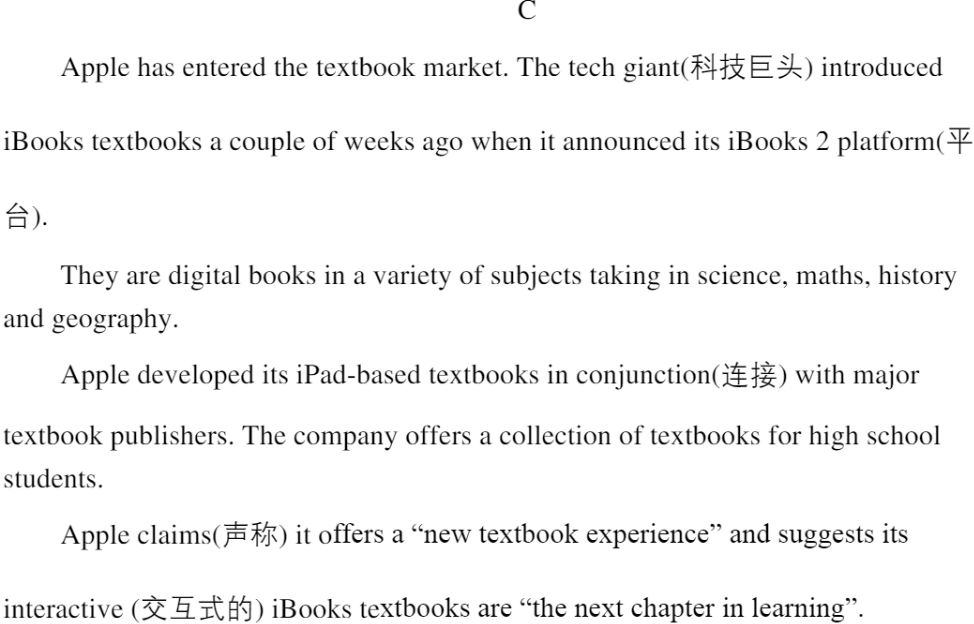 C
Apple has entered the textbook market. The tech giant(科技巨头) introduced
iBooks textbooks a couple of weeks ago when it announced its iBooks 2 platform(平
台).
They are digital books in a variety of subjects taking in science, maths, history
and geography.
Apple developed its iPad-based textbooks in conjunction(连接) with major
textbook publishers. The company offers a collection of textbooks for high school
students.
Apple claims(声称) it offers a “new textbook experience” and suggests its
interactive (交互式的) iBooks textbooks are “the next chapter in learning”.